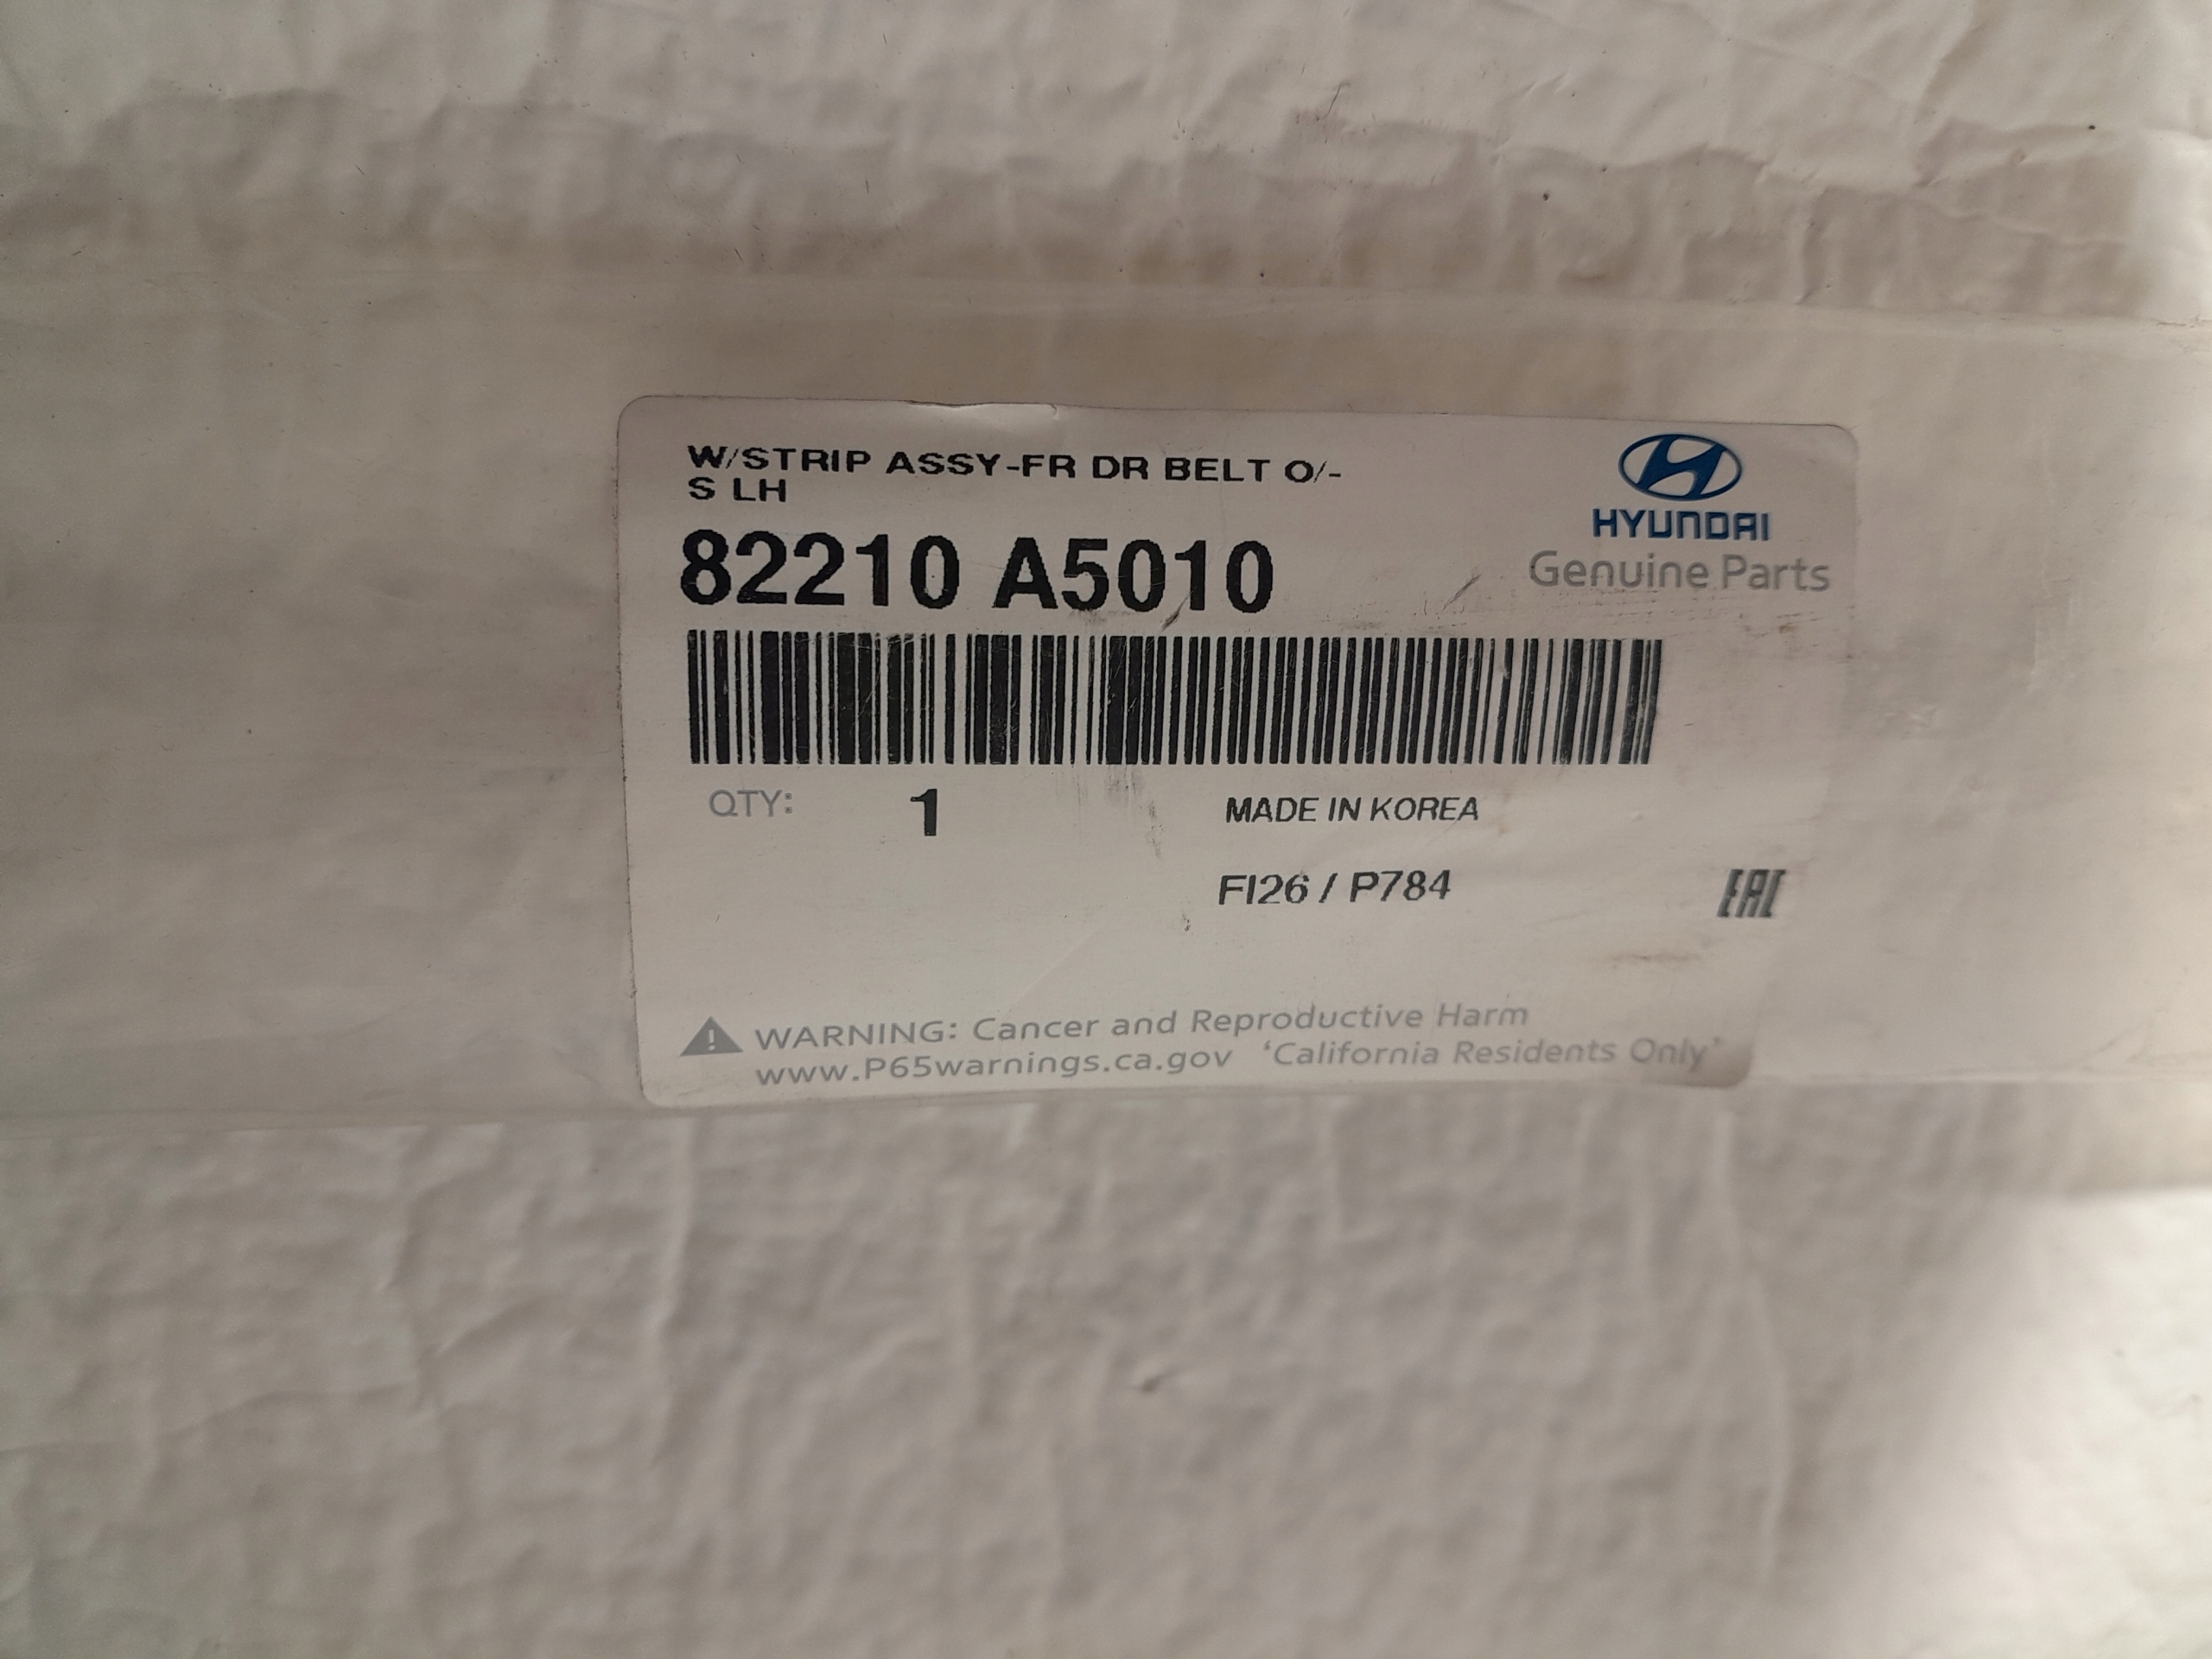 W/STRIP ASSY-FR DR BELT O/-
S LH
82210 A5010
HYUNDAI
Genuine Parts
QTY: 1
MADE IN KOREA
FI26 / P784
EAC
WARNING: Cancer and Reproductive Harm
www.P65warnings.ca.gov ‘California Residents Only’